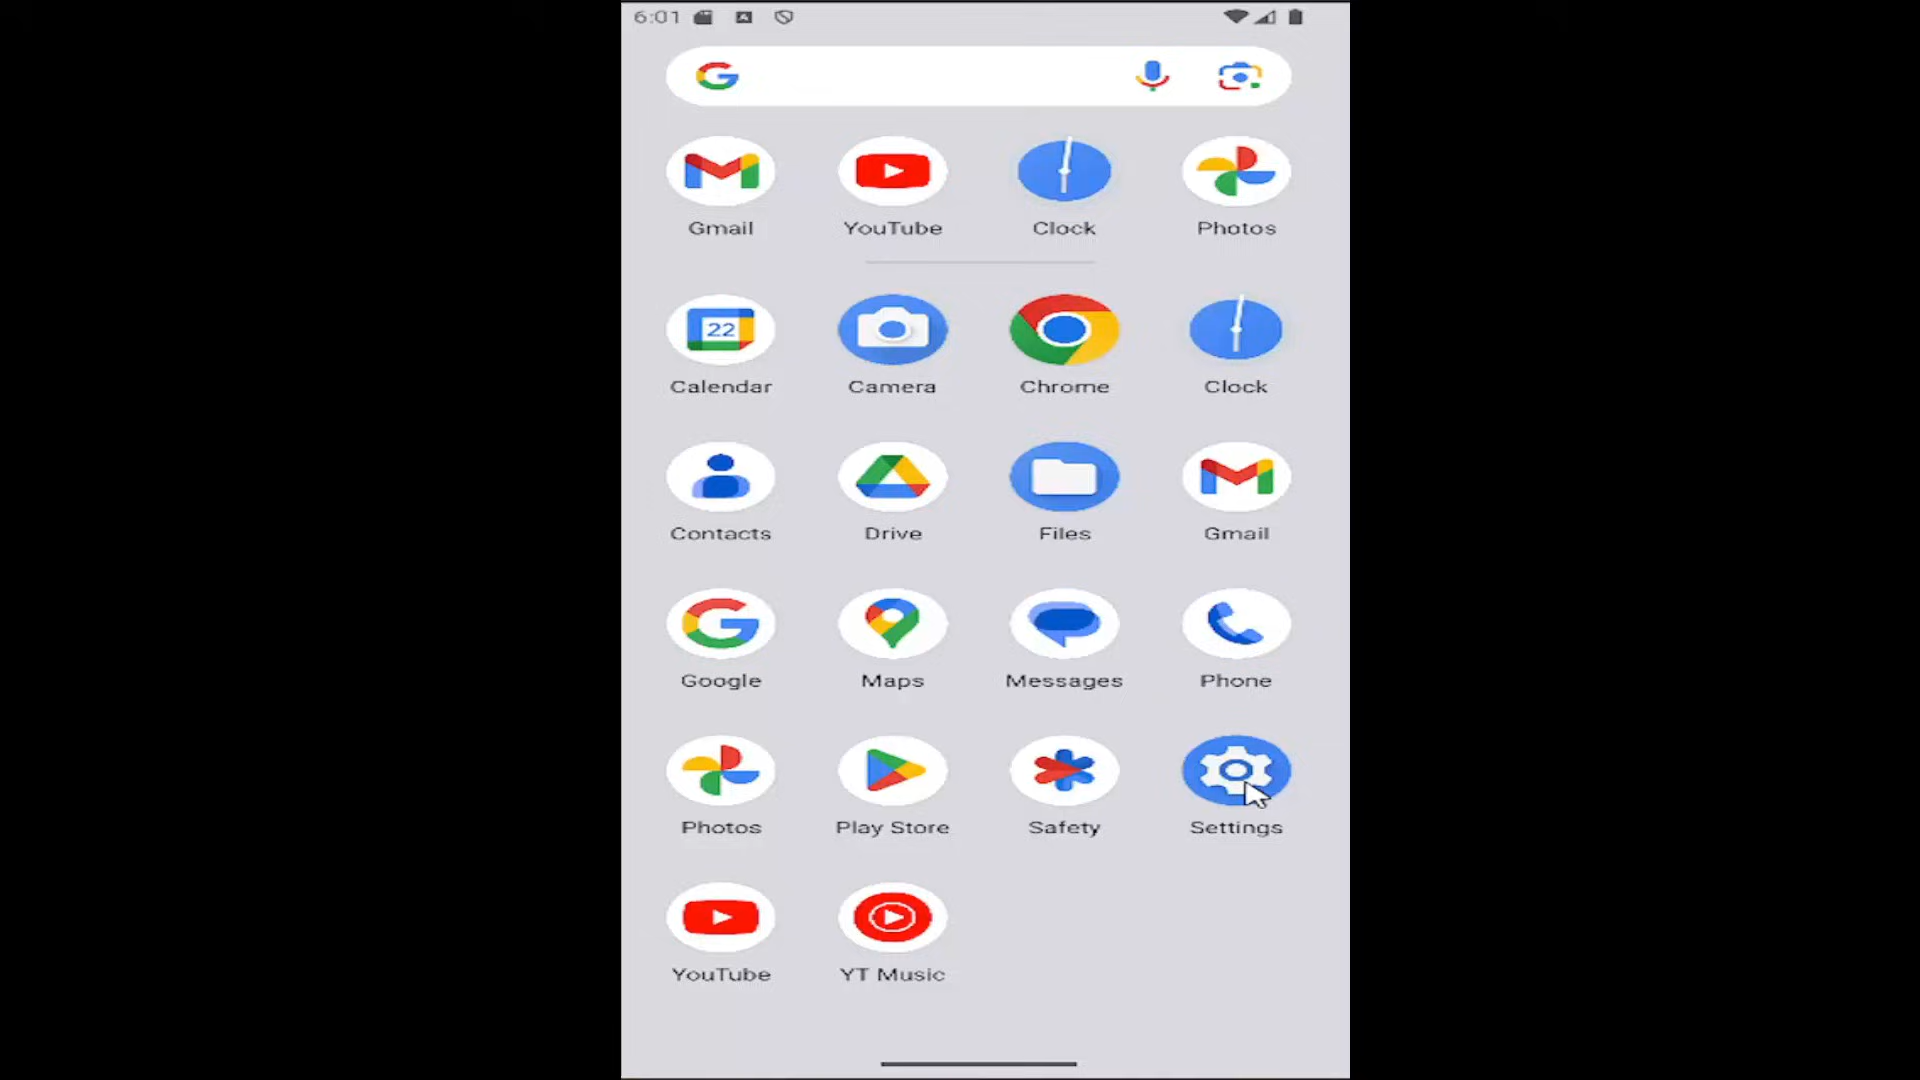 6:01
Gmail YouTube Clock Photos
22
Calendar Camera Chrome Clock
Contacts Drive Files Gmail
Google Maps Messages Phone
Photos Play Store Safety Settings
YouTube YT Music